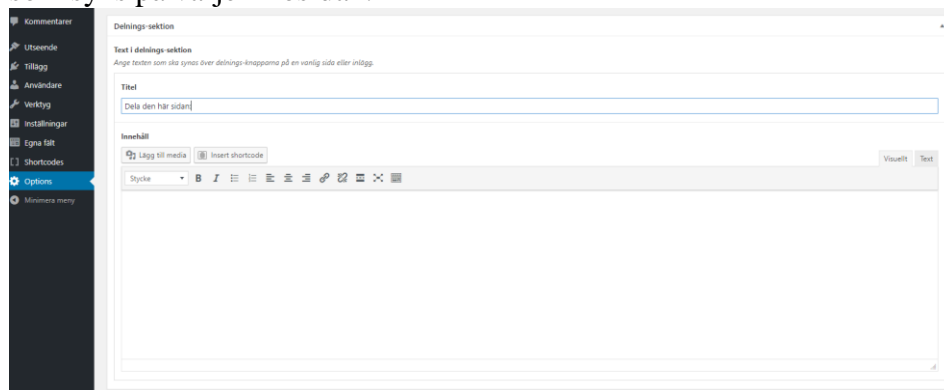 Kommentarer
Utseende
Tillägg
Användare
Verktyg
Inställningar
Egna fält
Shortcodes
Options
Minimera meny
Delnings-sektion
Text i delnings-sektion
Ange texten som ska synas över delnings-knapparna på en vanlig sida eller inlägg.
Titel
Dela den här sidan:
Innehåll
Lägg till media Insert shortcode
Visuellt Text
Stycke B I